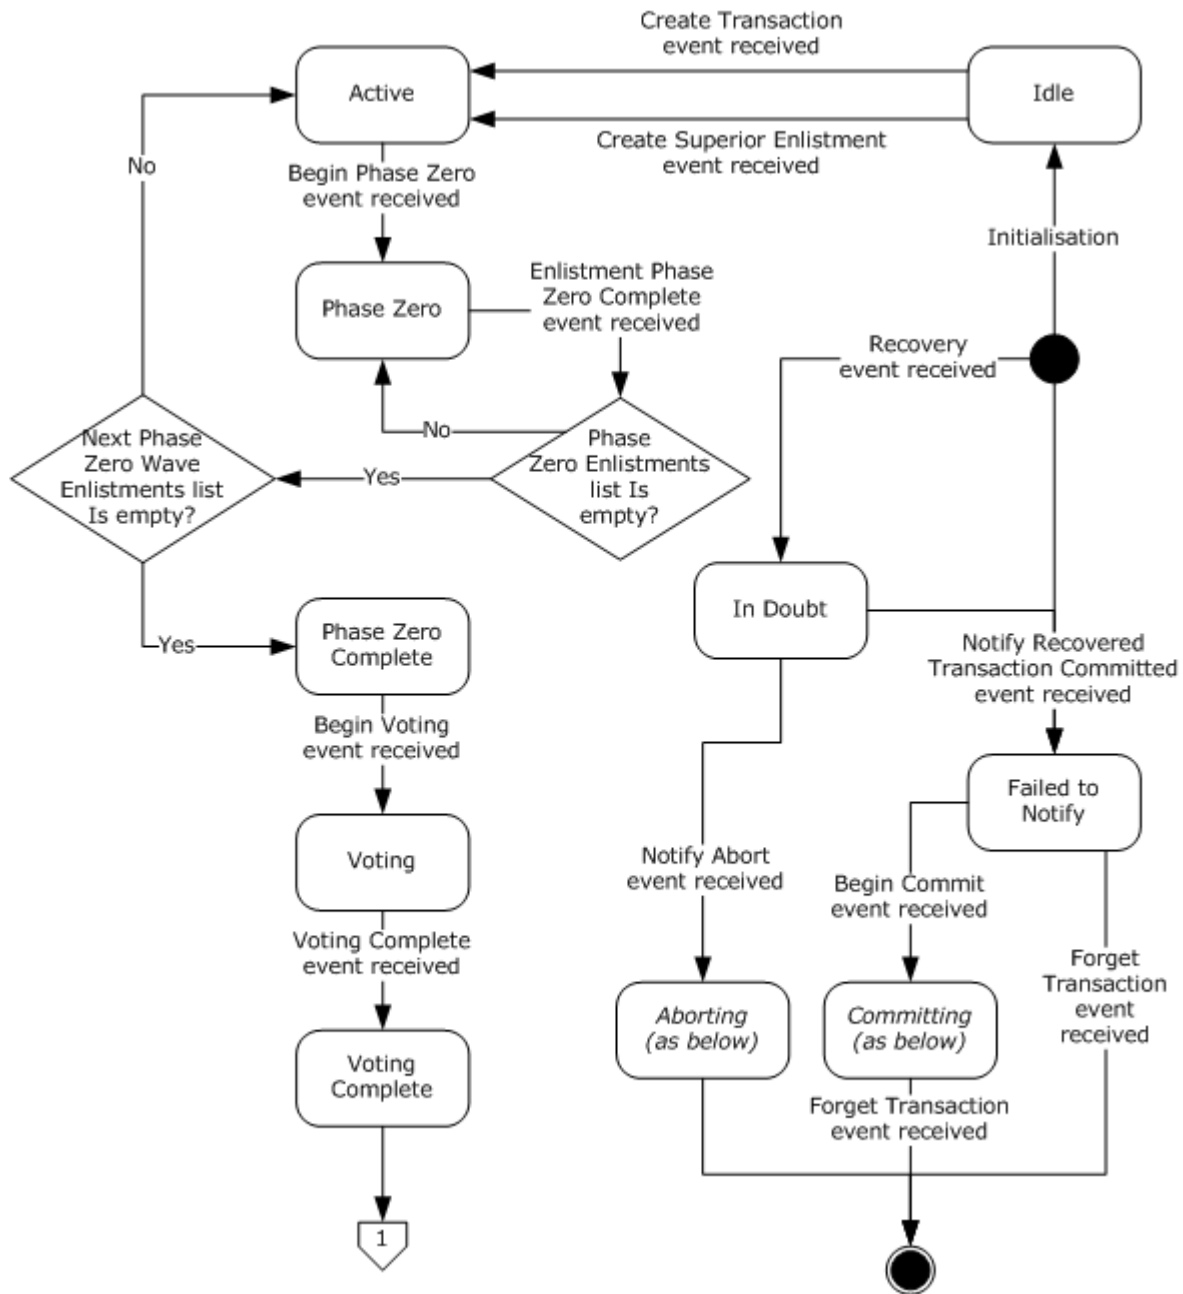 Create Transaction
event received
Active
Idle
Create Superior Enlistment
event received
No
Begin Phase Zero
event received
Initialisation
Enlistment Phase
Zero Complete
event received
Phase Zero
Recovery
event received
No
Next Phase
Zero Wave
Enlistments list
Is empty?
Yes
Phase
Zero Enlistments
list Is
empty?
In Doubt
Phase Zero
Complete
Yes
Notify Recovered
Transaction Committed
event received
Begin Voting
event received
Failed to
Notify
Voting
Notify Abort
event received
Begin Commit
event received
Voting Complete
event received
Forget
Transaction
event
received
Aborting
(as below)
Committing
(as below)
Voting
Complete
Forget Transaction
event received
1